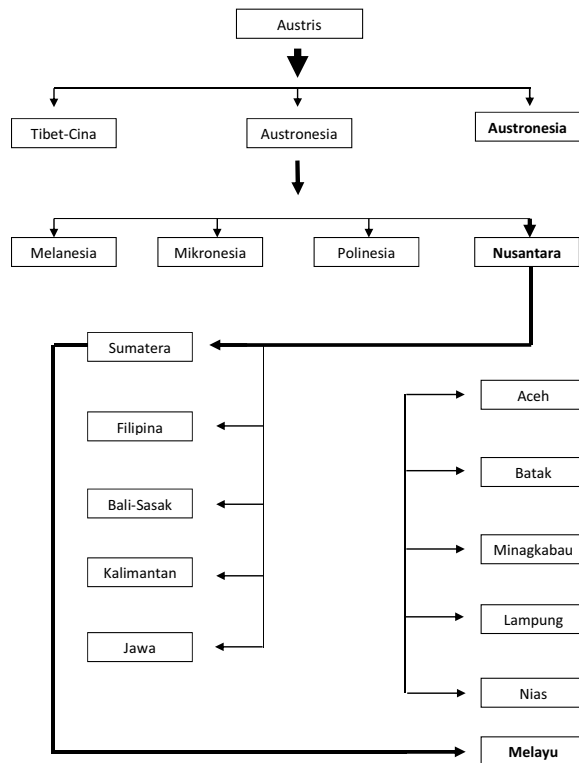 Austris
Tibet-Cina
Austronesia
Austronesia
Melanesia
Mikronesia
Polinesia
Nusantara
Sumatera
Filipina
Bali-Sasak
Kalimantan
Jawa
Aceh
Batak
Minagkabau
Lampung
Nias
Melayu